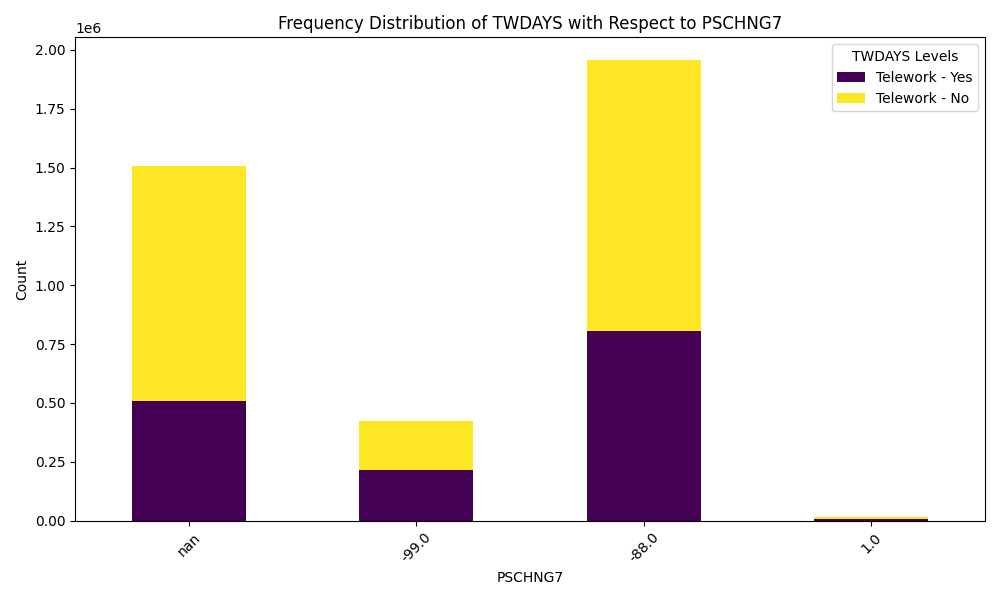 Frequency Distribution of TWDAYS with Respect to PSCHNG7
1e6
2.00
1.75
1.50
1.25
1.00
0.75
0.50
0.25
0.00
Count
TWDAYS Levels
Telework - Yes
Telework - No
nan
-99.0
-88.0
1.0
PSCHNG7